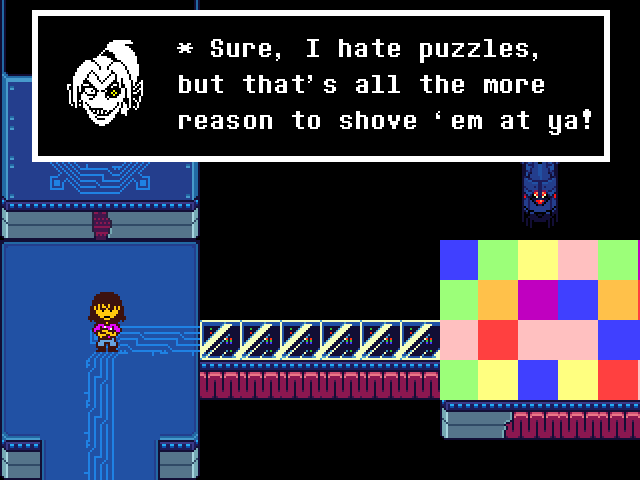 * Sure, I hate puzzles,
but that's all the more
reason to shove ‘em at ya!